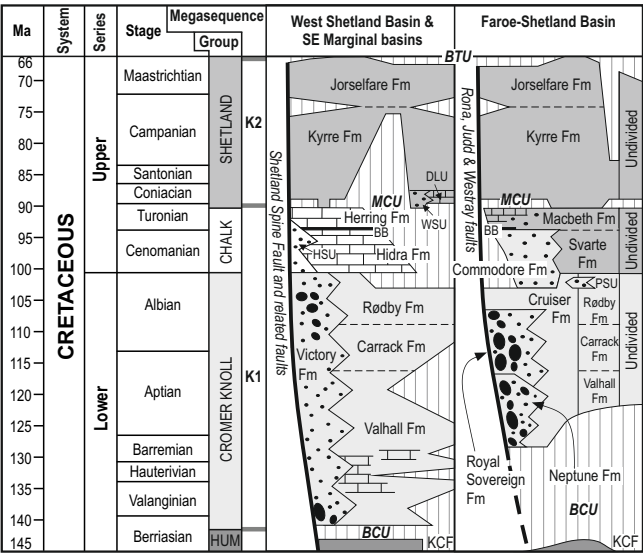 Ma
System
Series
Stage
Megasequence
Group
West Shetland Basin &
SE Marginal basins
Faroe-Shetland Basin
66
70
75
80
85
90
95
100
105
110
115
120
125
130
135
140
145
CRETACEOUS
Upper
Lower
Maastrichtian
Campanian
Santonian
Coniacian
Turonian
Cenomanian
Albian
Aptian
Barremian
Hauterivian
Valanginian
Berriasian
SHETLAND
CHALK
CROMER KNOLL
HUM
K2
K1
BTU
Jorselfare Fm
Kyrre Fm
DLU
MCU
WSU
Herring Fm
BB
HSU
Hidra Fm
Shetland Spine Fault and related faults
Rødby Fm
Victory
Fm
Carrack Fm
Valhall Fm
BCU
KCF
Rona, Judd & Westray faults
Jorselfare Fm
Kyrre Fm
Undivided
MCU
BB
Macbeth Fm
Svarte
Fm
Undivided
Commodore Fm
PSU
Cruiser
Fm
Rødby
Fm
Carrack
Fm
Valhall
Fm
Undivided
Royal
Sovereign
Fm
Neptune Fm
BCU
KCF